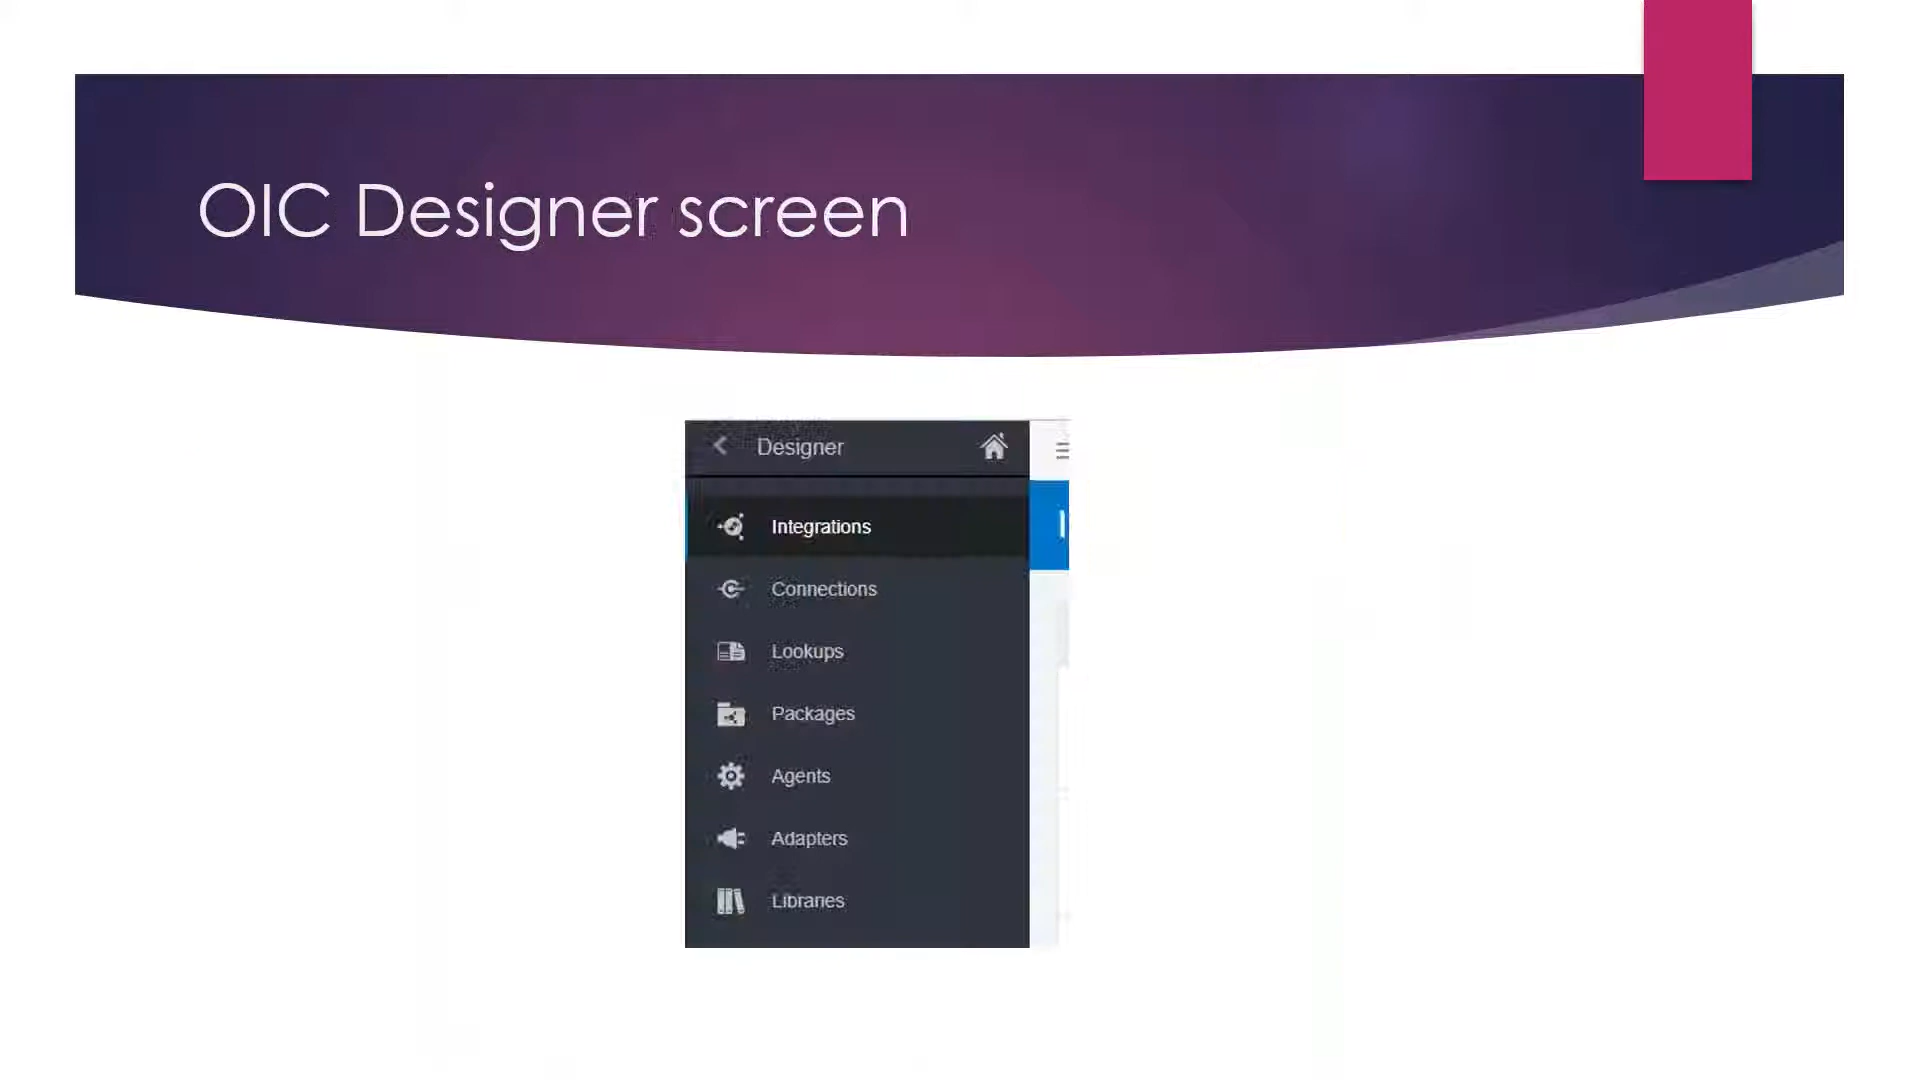 OIC Designer screen
Designer
Integrations
Connections
Lookups
Packages
Agents
Adapters
Libraries